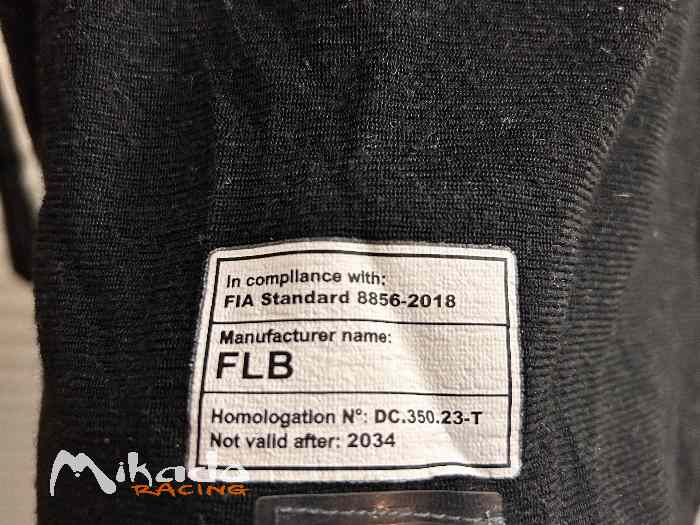 In compliance with:
FIA Standard 8856-2018
Manufacturer name:
FLB
Homologation N°: DC.350.23-T
Not valid after: 2034
Mikado
RACING